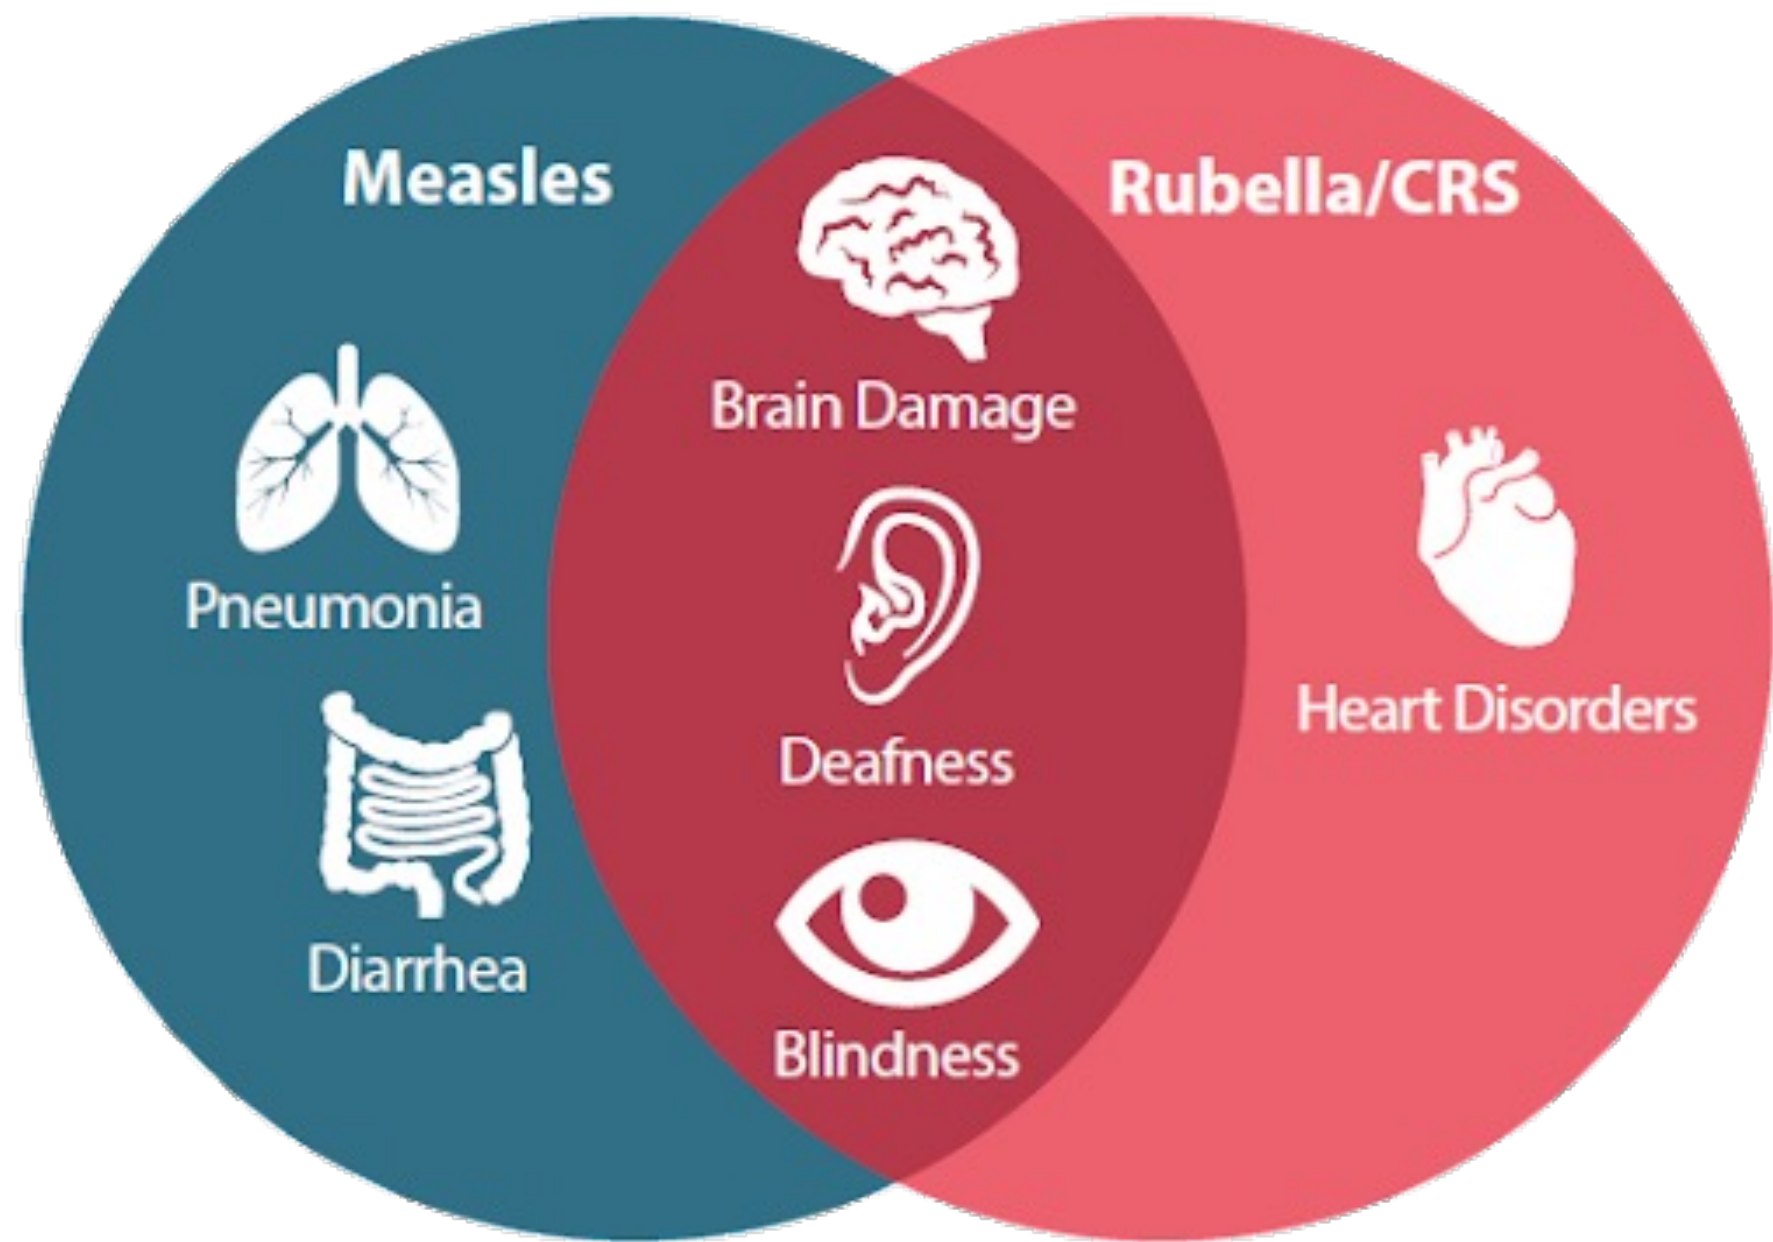 Measles
Rubella/CRS
Brain Damage
Pneumonia
Deafness
Heart Disorders
Diarrhea
Blindness